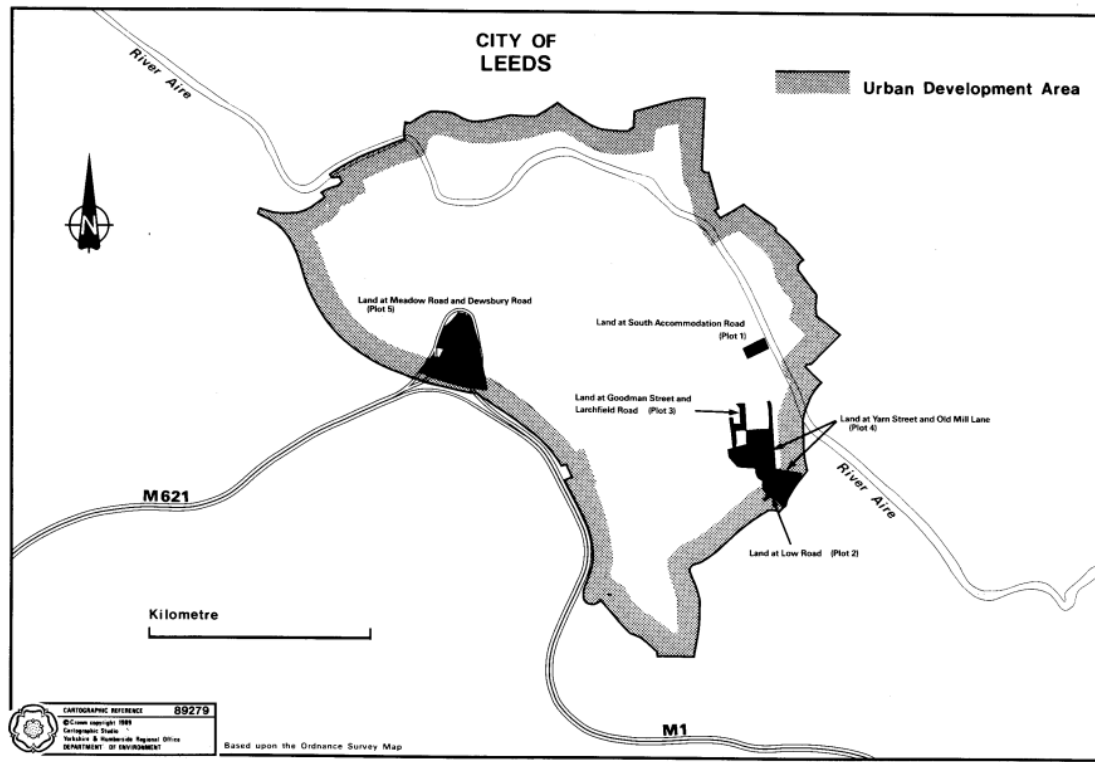 CITY OF
LEEDS
River Aire
Urban Development Area
N
Land at Meadow Road and Dewsbury Road
(Plot 5)
Land at South Accommodation Road
(Plot 1)
Land at Goodman Street and
Larchfield Road (Plot 3)
Land at Yarn Street and Old Mill Lane
(Plot 4)
River Aire
M621
Land at Low Road (Plot 2)
Kilometre
M1
CARTOGRAPHIC REFERENCE 89279
© Crown copyright 1989
Cartographic Studio
Yorkshire & Humberside Regional Office
DEPARTMENT OF ENVIRONMENT
Based upon the Ordnance Survey Map